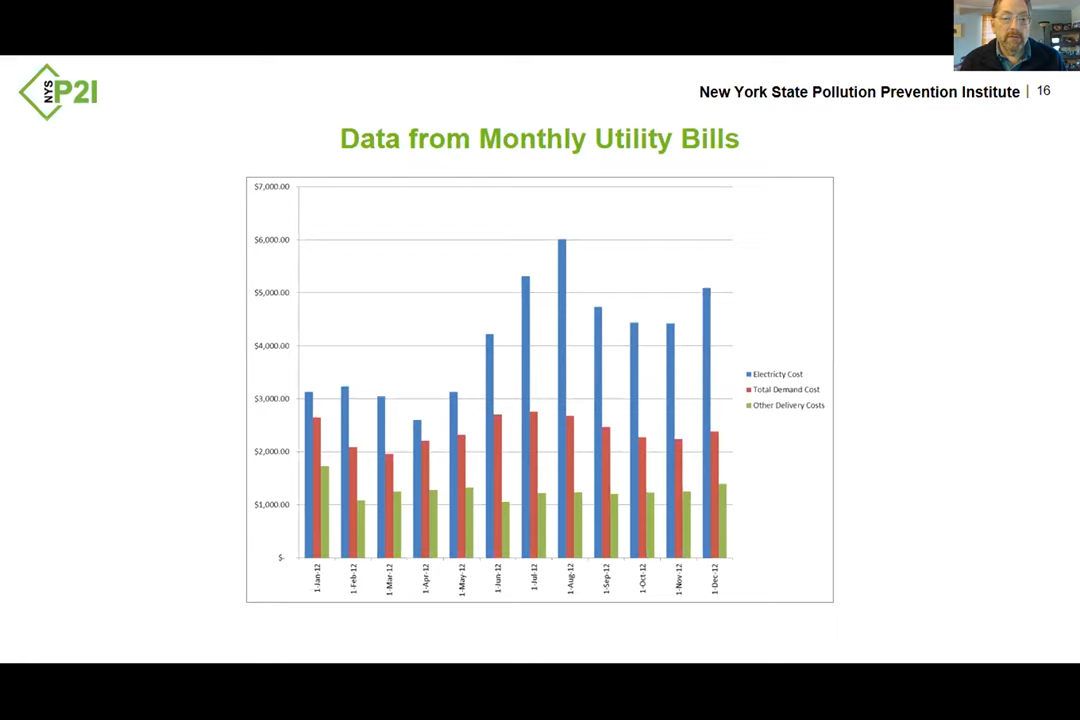 NYS P2I
New York State Pollution Prevention Institute | 16
Data from Monthly Utility Bills
$7,000.00
$6,000.00
$5,000.00
$4,000.00
$3,000.00
$2,000.00
$1,000.00
$-
1-Jan-12
1-Feb-12
1-Mar-12
1-Apr-12
1-May-12
1-Jun-12
1-Jul-12
1-Aug-12
1-Sep-12
1-Oct-12
1-Nov-12
1-Dec-12
Electricty Cost
Total Demand Cost
Other Delivery Costs